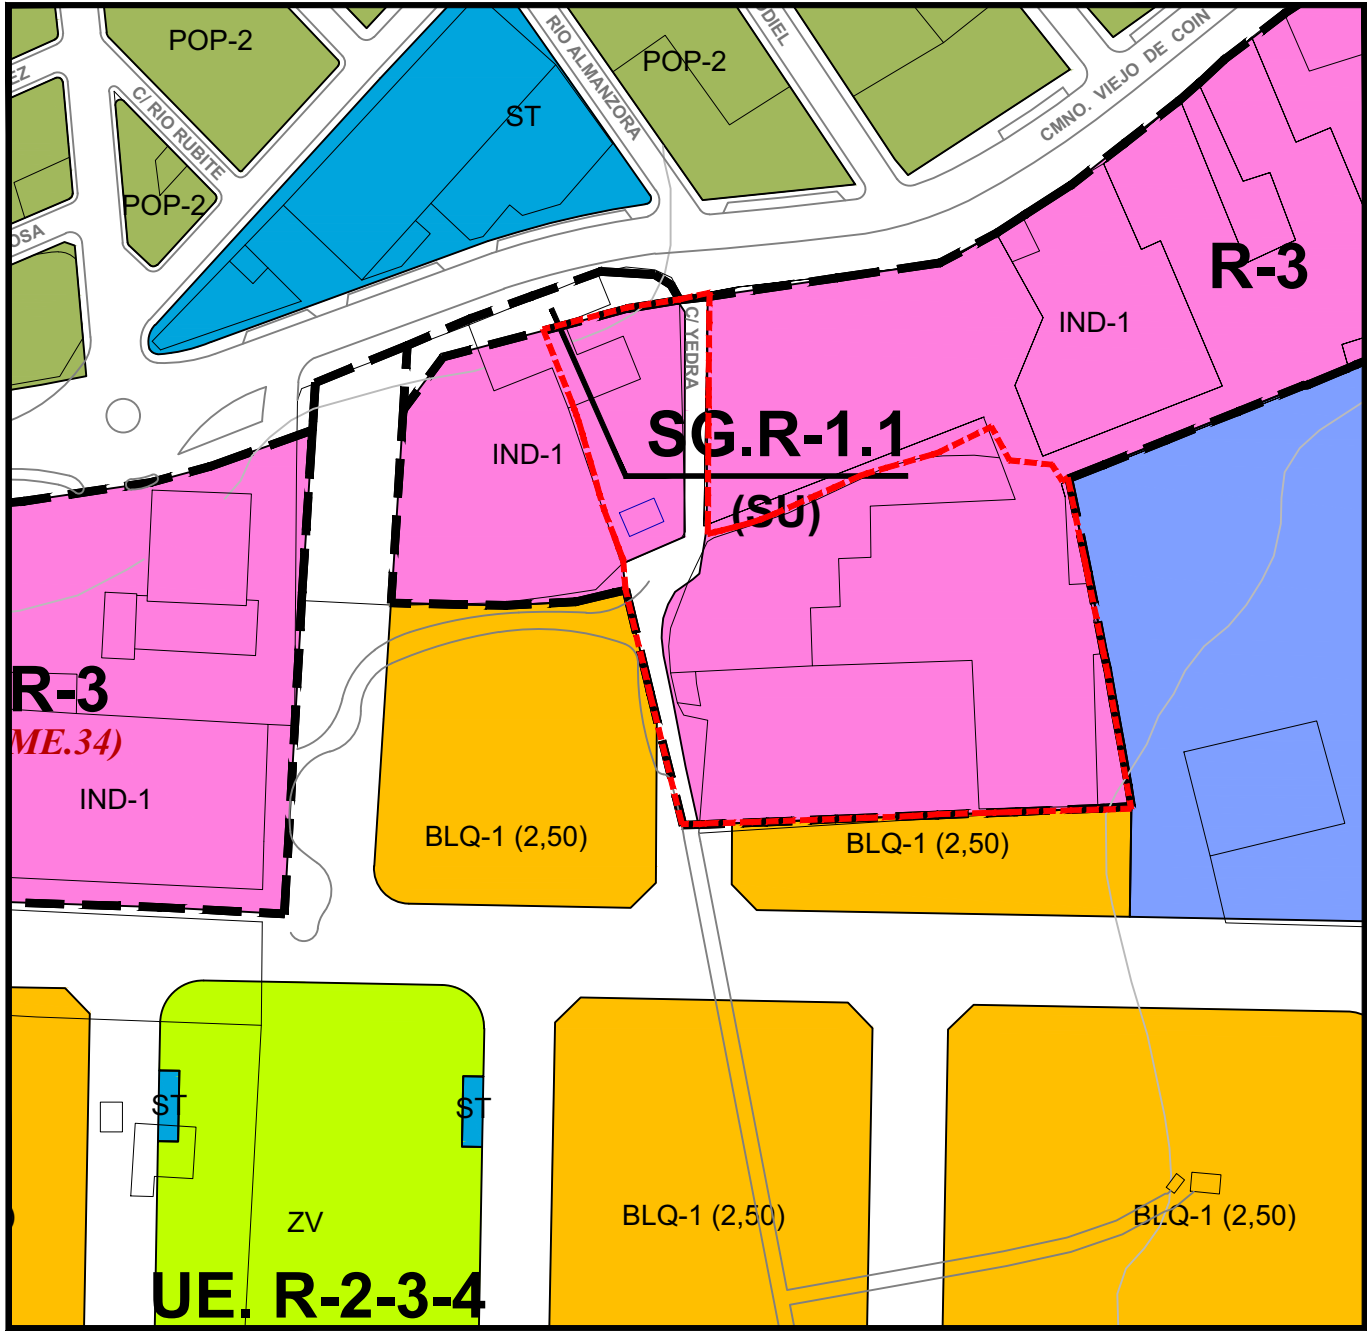 POP-2
RIO ALMANZORA
POP-2
CMNO. VIEJO DE COIN
C/ RIO RUBITE
ST
POP-2
R-3
IND-1
C/ YEDRA
SG.R-1.1
(SU)
IND-1
R-3
ME.34)
IND-1
BLQ-1 (2,50)
BLQ-1 (2,50)
ST
ST
ZV
BLQ-1 (2,50)
BLQ-1 (2,50)
UE. R-2-3-4